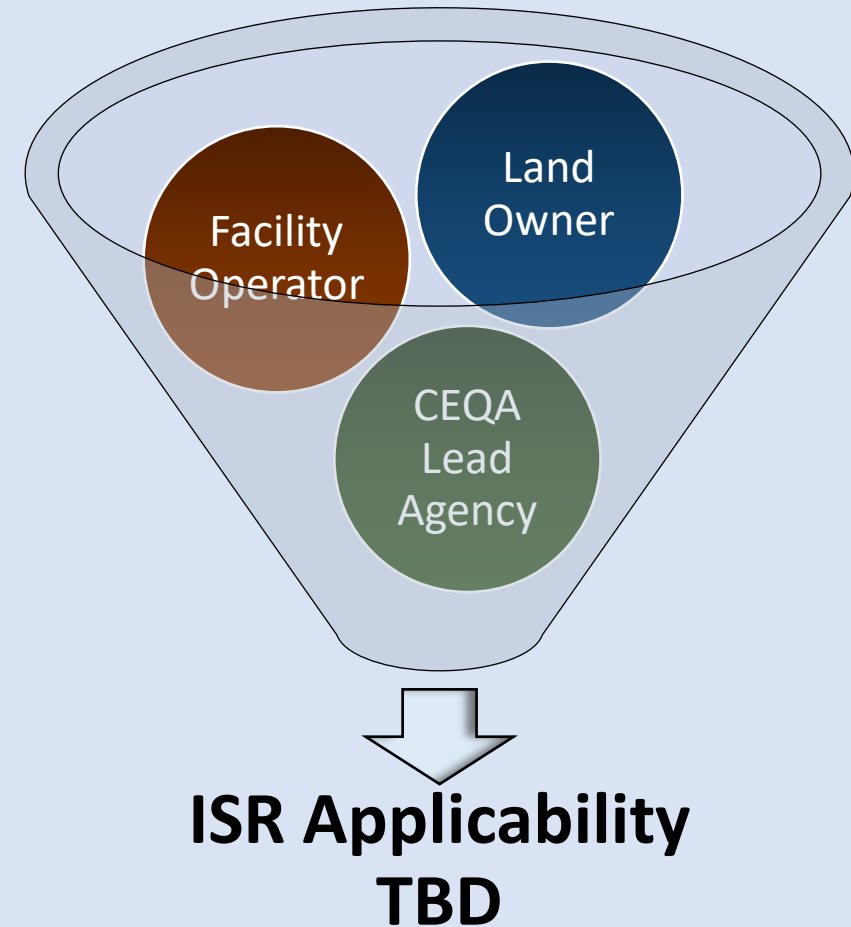 Land
Owner
Facility
Operator
CEQA
Lead
Agency
ISR Applicability
TBD